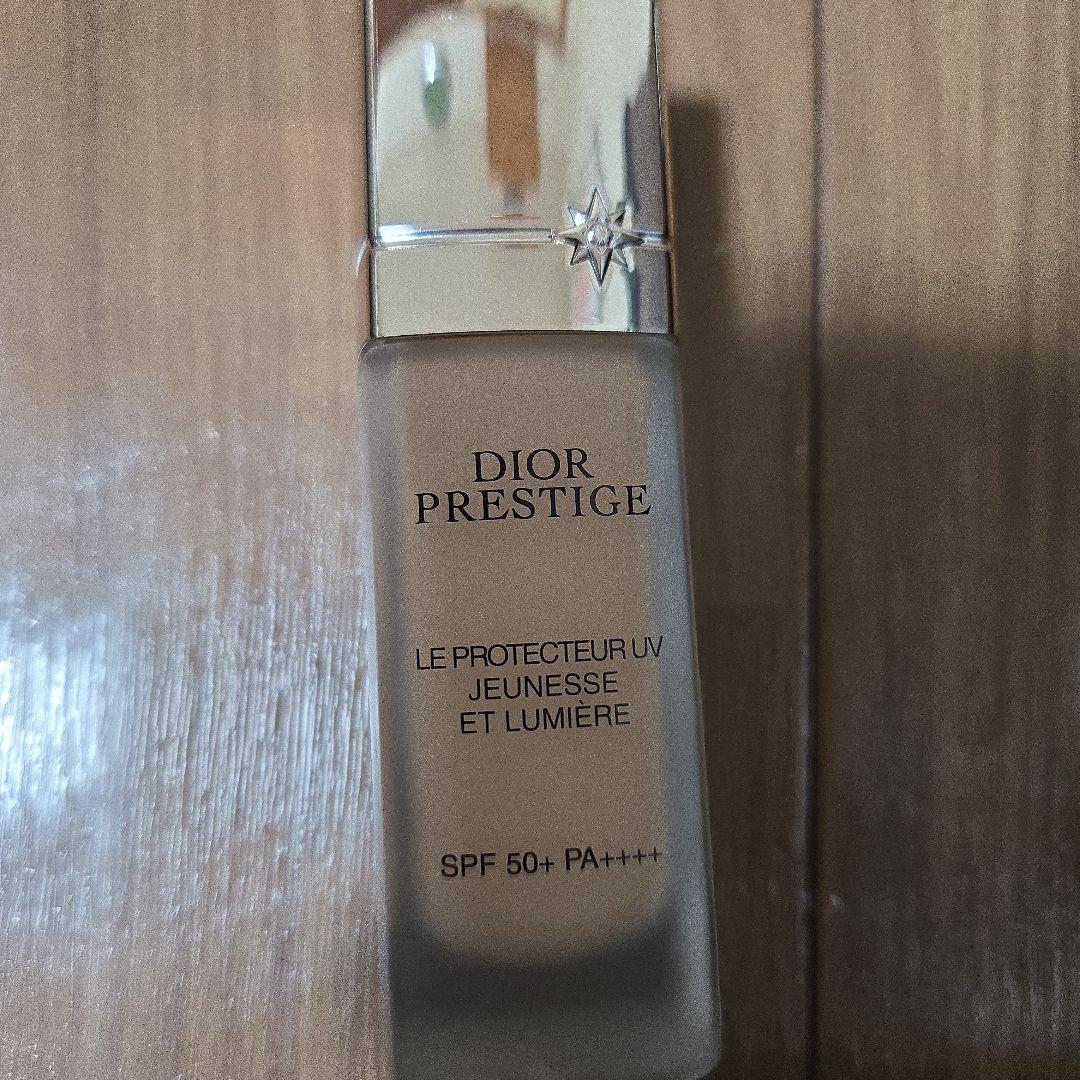 DIOR
PRESTIGE
LE PROTECTEUR UV
JEUNESSE
ET LUMIÈRE
SPF 50+ PA++++